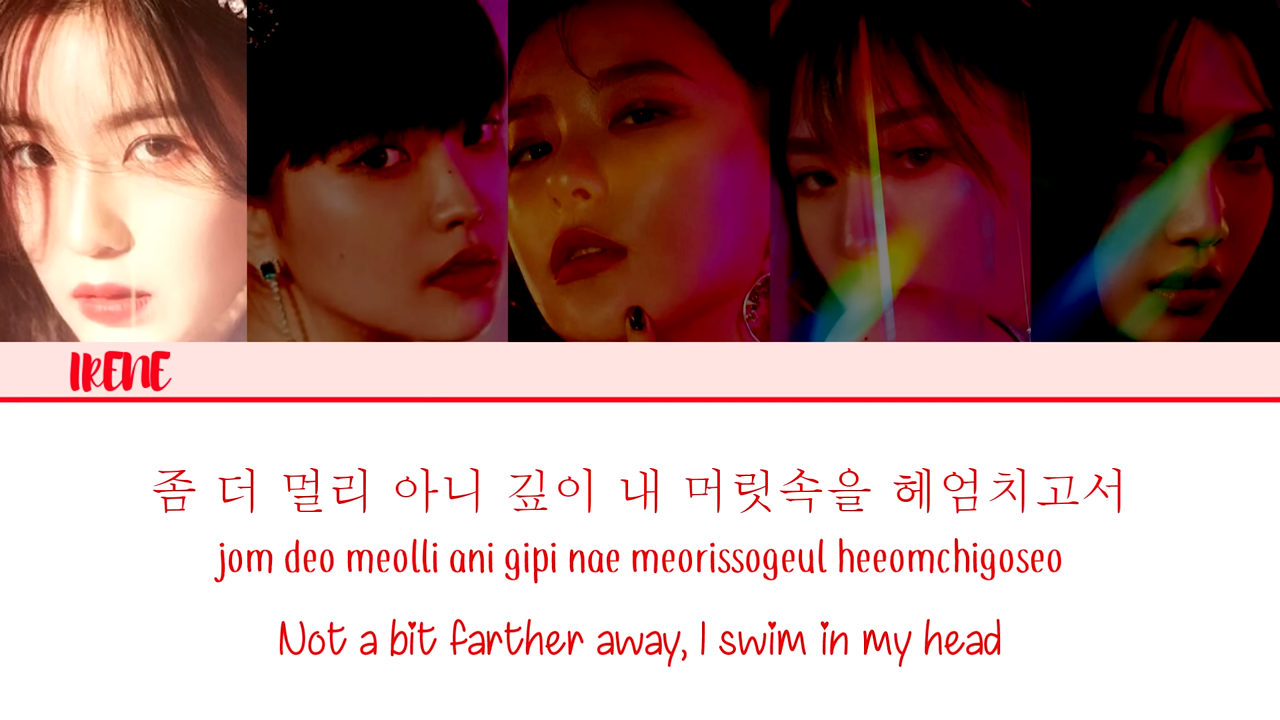 IRENE
좀 더 멀리 아니 깊이 내 머릿속을 헤엄치고서
jom deo meolli ani gipi nae meorissogeul heeomchigoseo
Not a bit farther away, I swim in my head